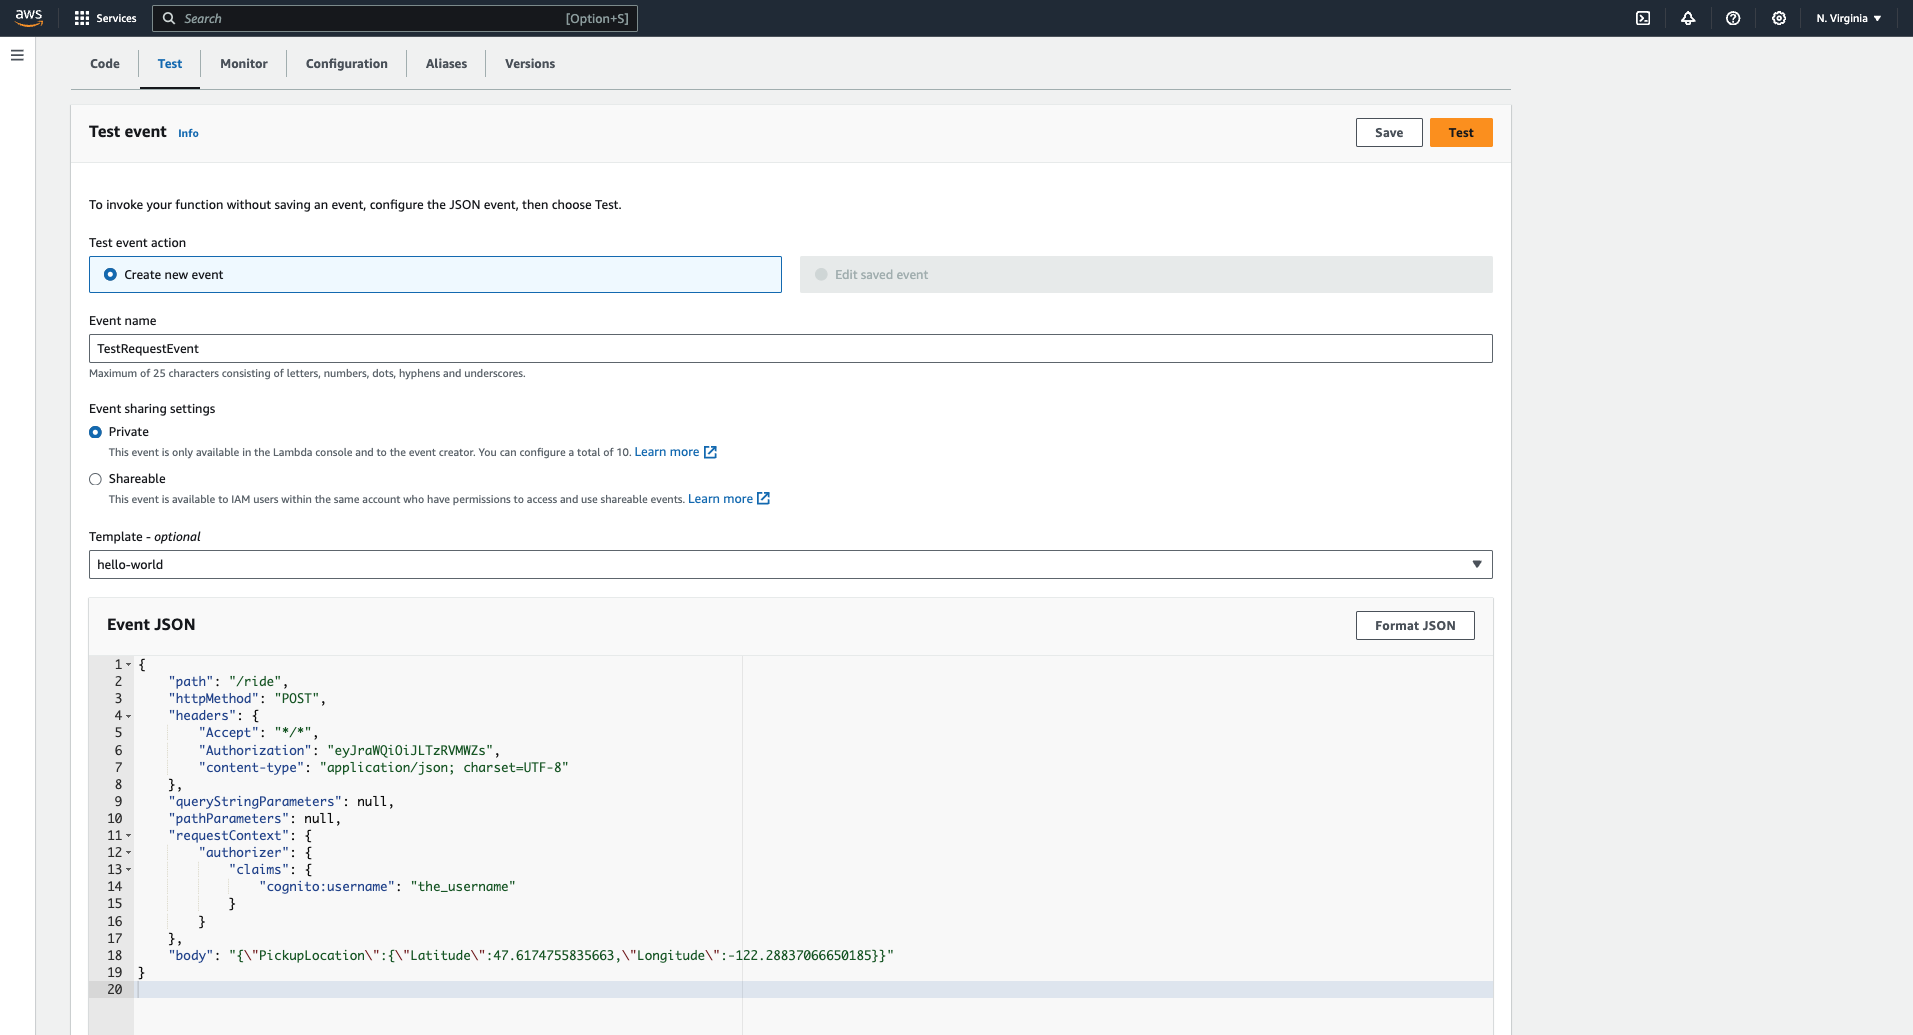 aws Services Search [Option+S] N. Virginia
Code Test Monitor Configuration Aliases Versions
Test event Info Save Test
To invoke your function without saving an event, configure the JSON event, then choose Test.
Test event action
Create new event Edit saved event
Event name
TestRequestEvent
Maximum of 25 characters consisting of letters, numbers, dots, hyphens and underscores.
Event sharing settings
Private
This event is only available in the Lambda console and to the event creator. You can configure a total of 10. Learn more
Shareable
This event is available to IAM users within the same account who have permissions to access and use shareable events. Learn more
Template - optional
hello-world
Event JSON Format JSON
1 {
2     "path": "/ride",
3     "httpMethod": "POST",
4     "headers": {
5         "Accept": "*/*",
6         "Authorization": "eyJraWQiOiJLTzRVMWZs",
7         "content-type": "application/json; charset=UTF-8"
8     },
9     "queryStringParameters": null,
10     "pathParameters": null,
11     "requestContext": {
12         "authorizer": {
13             "claims": {
14                 "cognito:username": "the_username"
15             }
16         }
17     },
18     "body": "{\"PickupLocation\":{\"Latitude\":47.6174755835663,\"Longitude\":-122.28837066650185}}"
19 }
20